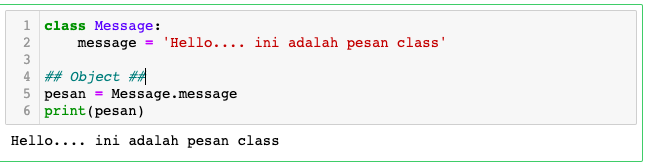 1 class Message:
2     message = 'Hello.... ini adalah pesan class'
3
4 ## Object ##
5 pesan = Message.message
6 print(pesan)
Hello.... ini adalah pesan class